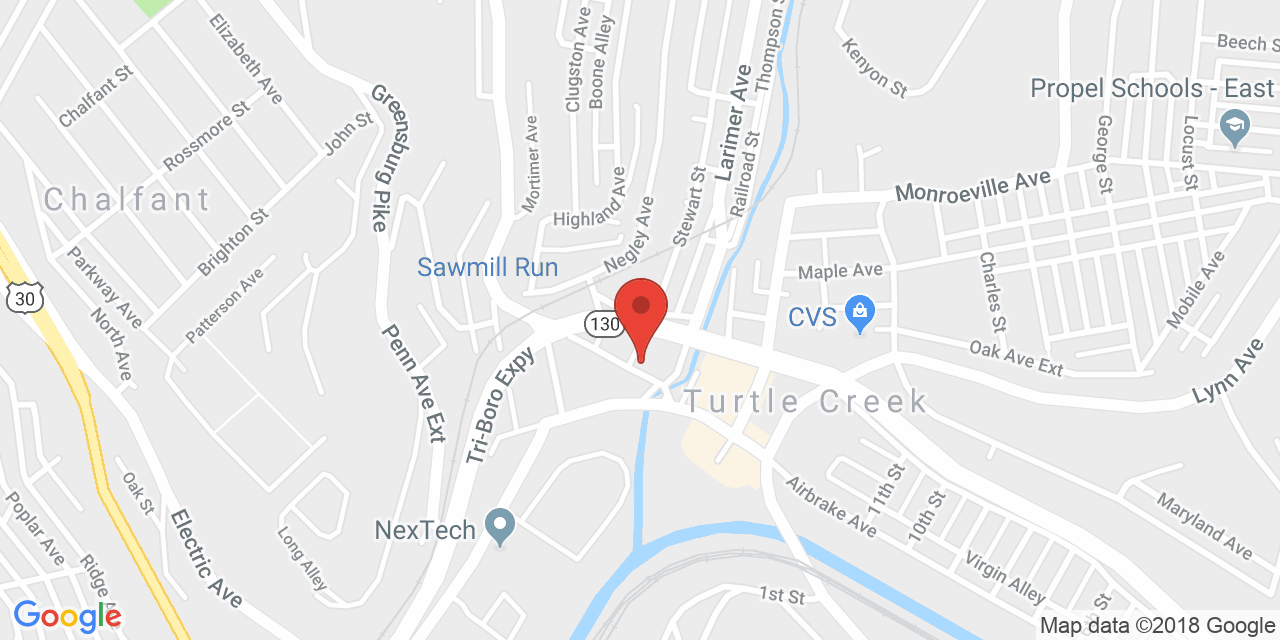 Elizabeth Ave
Chalfant St
Rossmore St
John St
Greensburg Pike
Clugston Ave
Boone Alley
Mortimer Ave
Highland Ave
Negley Ave
Stewart St
Larimer Ave
Railroad St
Thompson S
Kenyon St
Beech S
Propel Schools - East
George St
Locust St
Monroeville Ave
Chalfant
Brighton St
Patterson Ave
Parkway Ave
North Ave
30
Sawmill Run
130
Maple Ave
Charles St
Mobile Ave
CVS
Oak Ave Ext
Lynn Ave
Penn Ave Ext
Tri-Boro Expy
Turtle Creek
Oak St
Poplar Ave
Ridge
Electric Ave
Long Alley
NexTech
Airbrake Ave
11th St
10th St
Virgin Alley
Maryland Ave
1st St
St
Google
Map data ©2018 Google